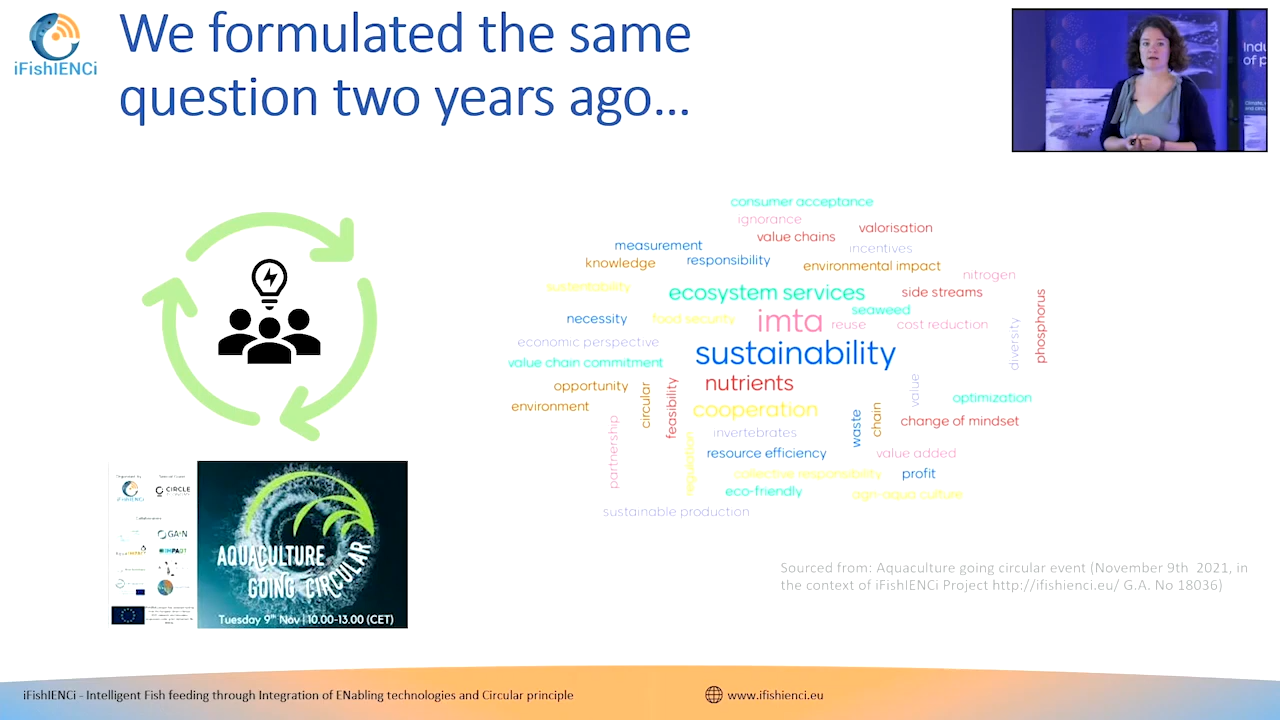 We formulated the same
question two years ago...
iFishIENCi
Indu
of p
consumer acceptance
ignorance
valorisation
value chains
measurement
incentives
responsibility
knowledge
environmental impact
nitrogen
sustentability
ecosystem services
side streams
phosphorus
seaweed
necessity
food security
imta
reuse
cost reduction
diversity
economic perspective
sustainability
value chain commitment
opportunity
circular
feasibility
nutrients
value
optimization
environment
cooperation
waste
chain
change of mindset
partnership
regulation
invertebrates
resource efficiency
value added
collective responsibility
profit
eco-friendly
agri-aqua culture
sustainable production
CIRCLE
GAIN
IMPAQT
AQUACULTURE
GOING CIRCULAR
Tuesday 9th Nov | 10.00-13.00 (CET)
Sourced from: Aquaculture going circular event (November 9th 2021, in
the context of iFishIENCi Project http://ifishienci.eu/ G.A. No 18036)
iFishIENCi - Intelligent Fish feeding through Integration of ENabling technologies and Circular principle
www.ifishienci.eu